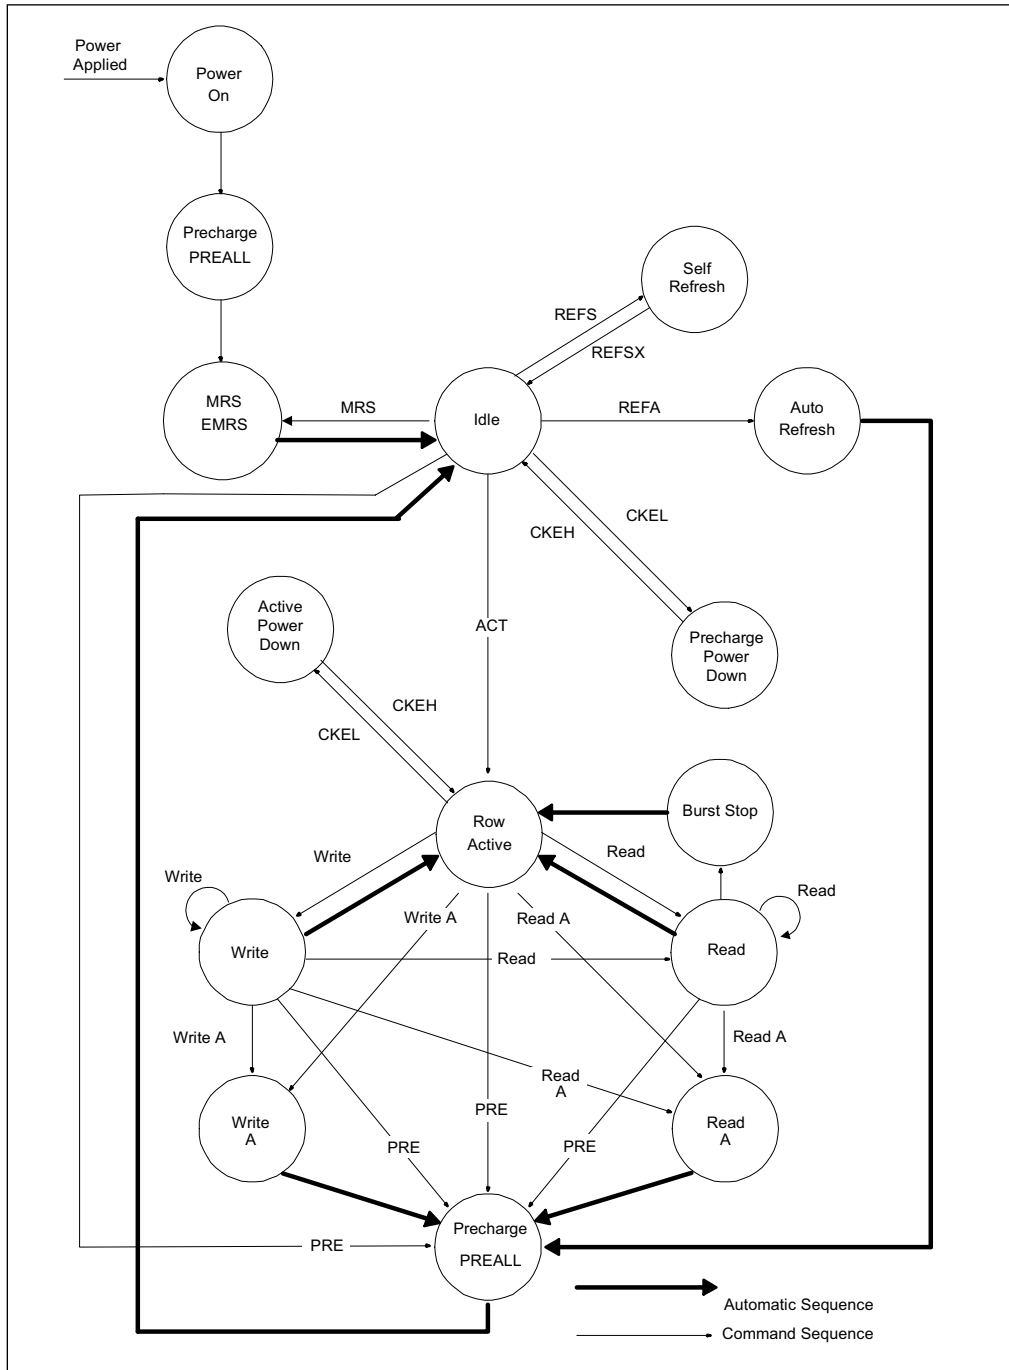 Power
Applied
Power
On
Precharge
PREALL
Self
Refresh
REFS
REFSX
MRS
EMRS
MRS
Idle
REFA
Auto
Refresh
CKEL
CKEH
Active
Power
Down
ACT
Precharge
Power
Down
CKEH
CKEL
Burst Stop
Row
Active
Write
Read
Write
Read
Write A
Read A
Write
Read
Read
Write A
Read A
Read
A
Write
A
PRE
Read
A
PRE
PRE
Precharge
PREALL
PRE
Automatic Sequence
Command Sequence